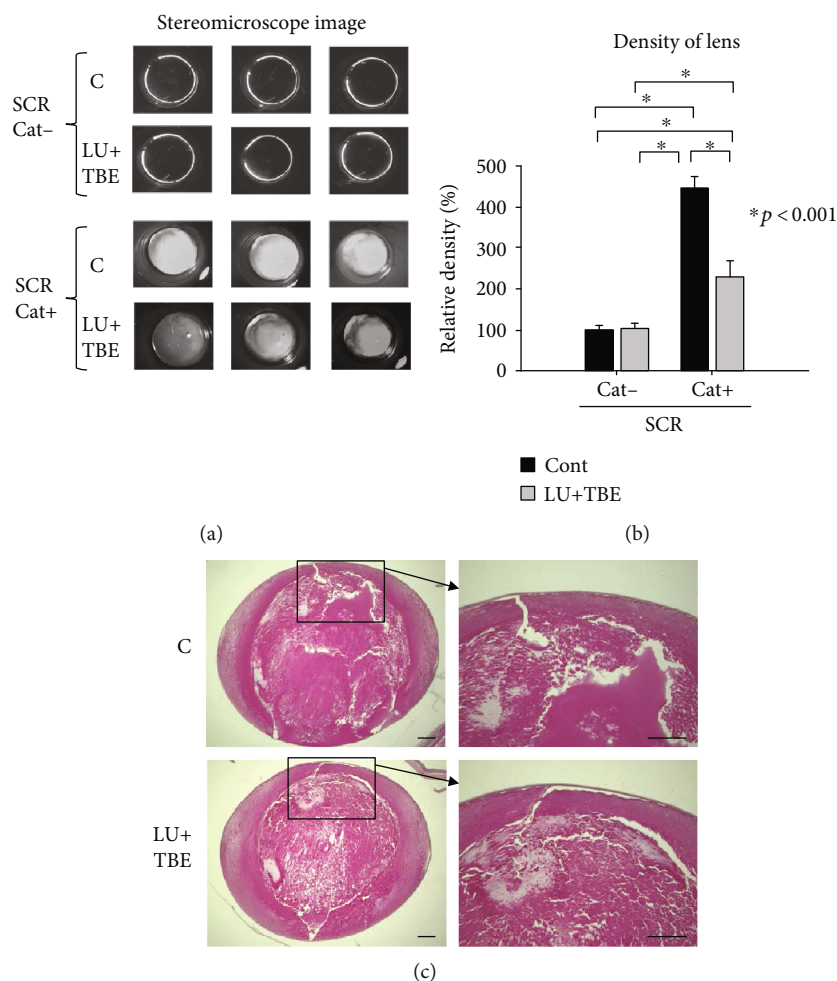 Stereomicroscope image
SCR
Cat–
C
LU+
TBE
SCR
Cat+
C
LU+
TBE
(a)
Density of lens
*
*
*
*
*
500
400
300
200
100
0
Relative density (%)
*p < 0.001
Cat–
Cat+
SCR
Cont
LU+TBE
(b)
C
LU+
TBE
(c)